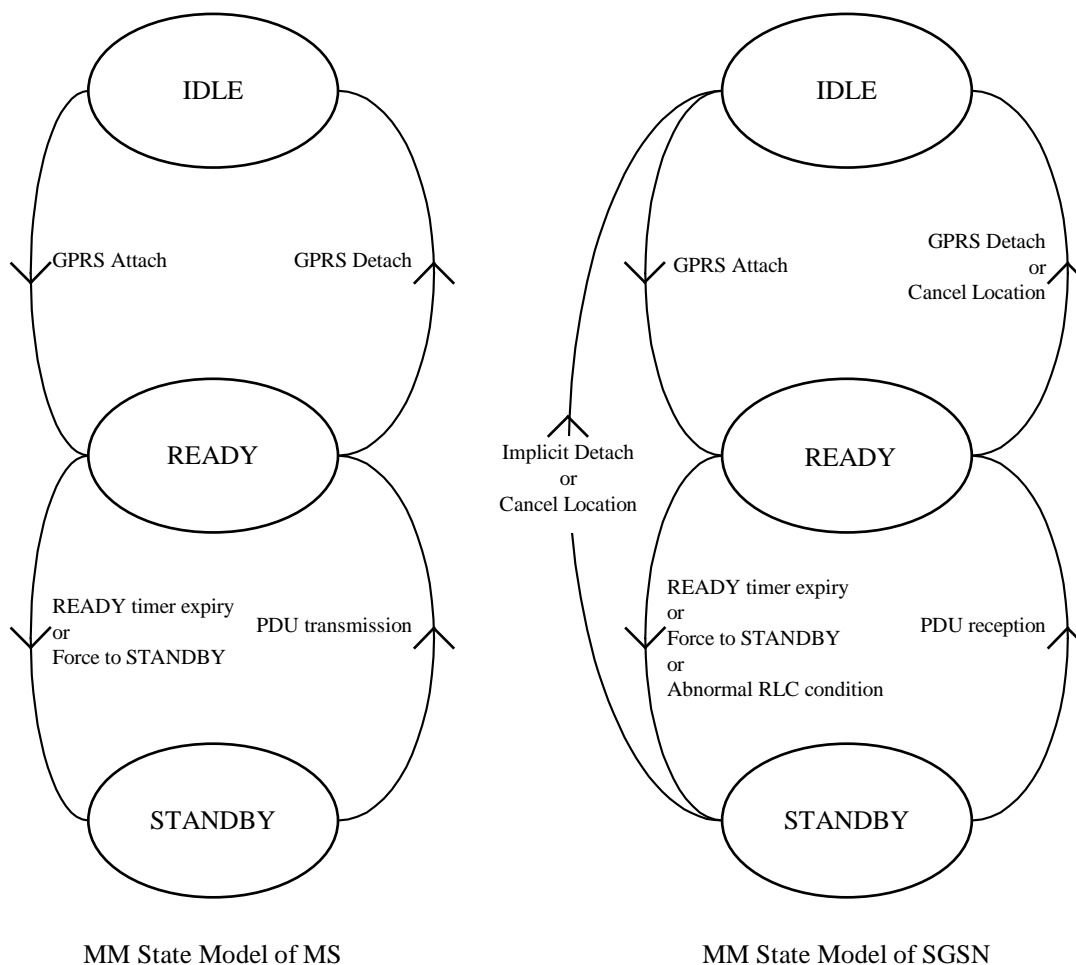 IDLE
GPRS Attach
GPRS Detach
READY
READY timer expiry
or
Force to STANDBY
PDU transmission
STANDBY
MM State Model of MS
IDLE
GPRS Attach
GPRS Detach
or
Cancel Location
Implicit Detach
or
Cancel Location
READY
READY timer expiry
or
Force to STANDBY
or
Abnormal RLC condition
PDU reception
STANDBY
MM State Model of SGSN